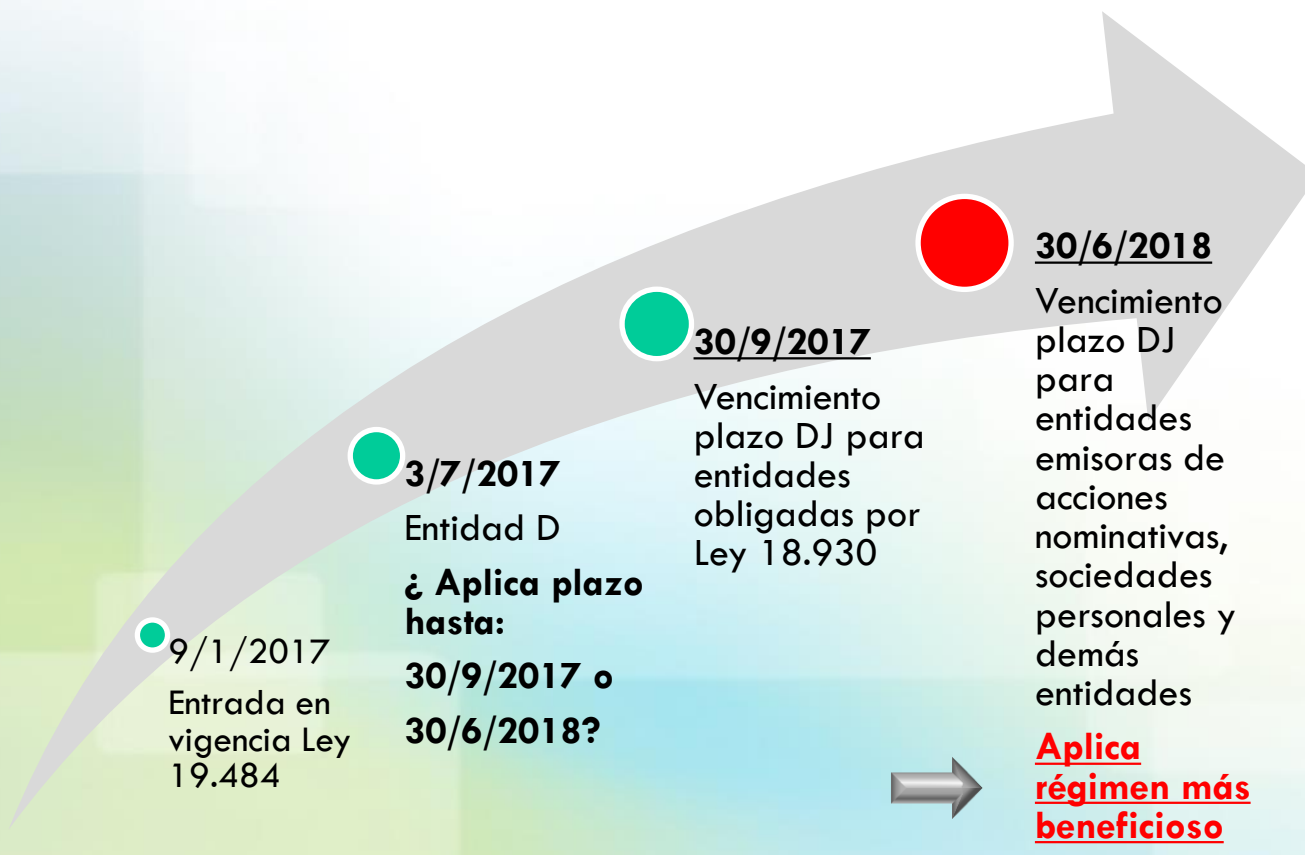 9/1/2017
Entrada en
vigencia Ley
19.484
3/7/2017
Entidad D
¿ Aplica plazo
hasta:
30/9/2017 o
30/6/2018?
30/9/2017
Vencimiento
plazo DJ para
entidades
obligadas por
Ley 18.930
30/6/2018
Vencimiento
plazo DJ
para
entidades
emisoras de
acciones
nominativas,
sociedades
personales y
demás
entidades
Aplica
régimen más
beneficioso